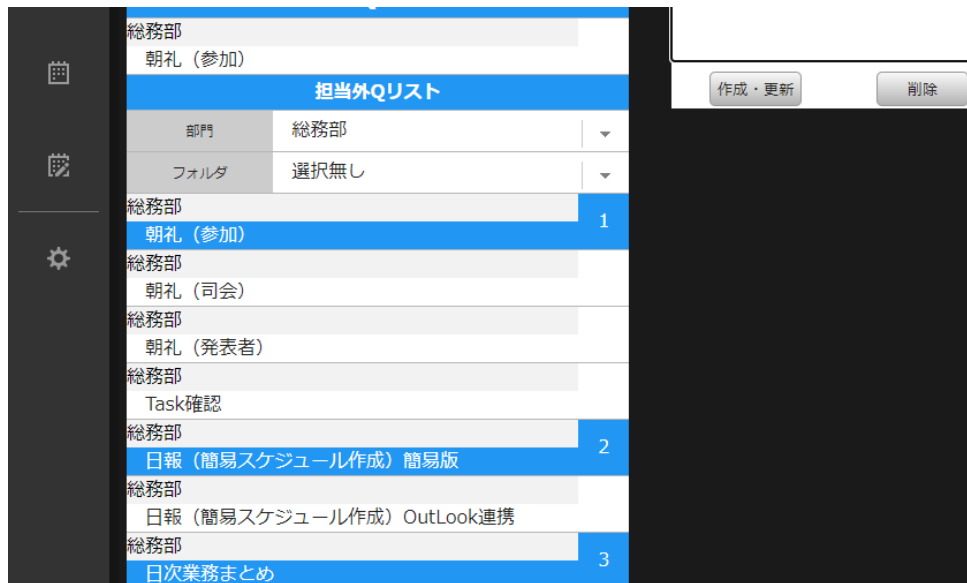 総務部
朝礼（参加）
担当外Qリスト
部門 総務部
フォルダ 選択無し
総務部
朝礼（参加） 1
総務部
朝礼（司会）
総務部
朝礼（発表者）
総務部
Task確認
総務部
日報（簡易スケジュール作成）簡易版 2
総務部
日報（簡易スケジュール作成）OutLook連携
総務部
日次業務まとめ 3
作成・更新 削除